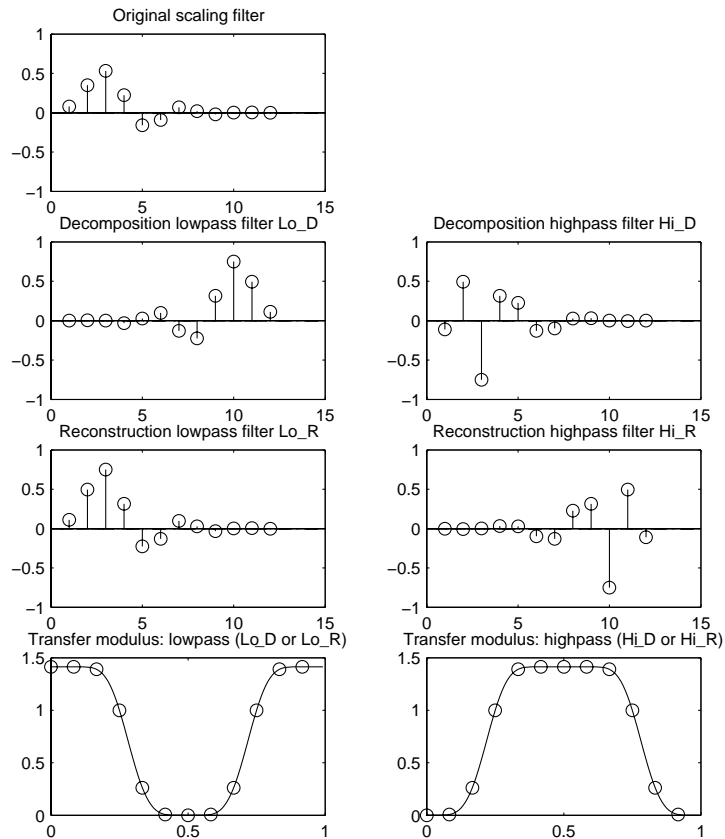 Original scaling filter
1
0.5
0
−0.5
−1
0 5 10 15
Decomposition lowpass filter Lo_D
1
0.5
0
−0.5
−1
0 5 10 15
Decomposition highpass filter Hi_D
1
0.5
0
−0.5
−1
0 5 10 15
Reconstruction lowpass filter Lo_R
1
0.5
0
−0.5
−1
0 5 10 15
Reconstruction highpass filter Hi_R
1
0.5
0
−0.5
−1
0 5 10 15
Transfer modulus: lowpass (Lo_D or Lo_R)
1.5
1
0.5
0
0 0.5 1
Transfer modulus: highpass (Hi_D or Hi_R)
1.5
1
0.5
0
0 0.5 1